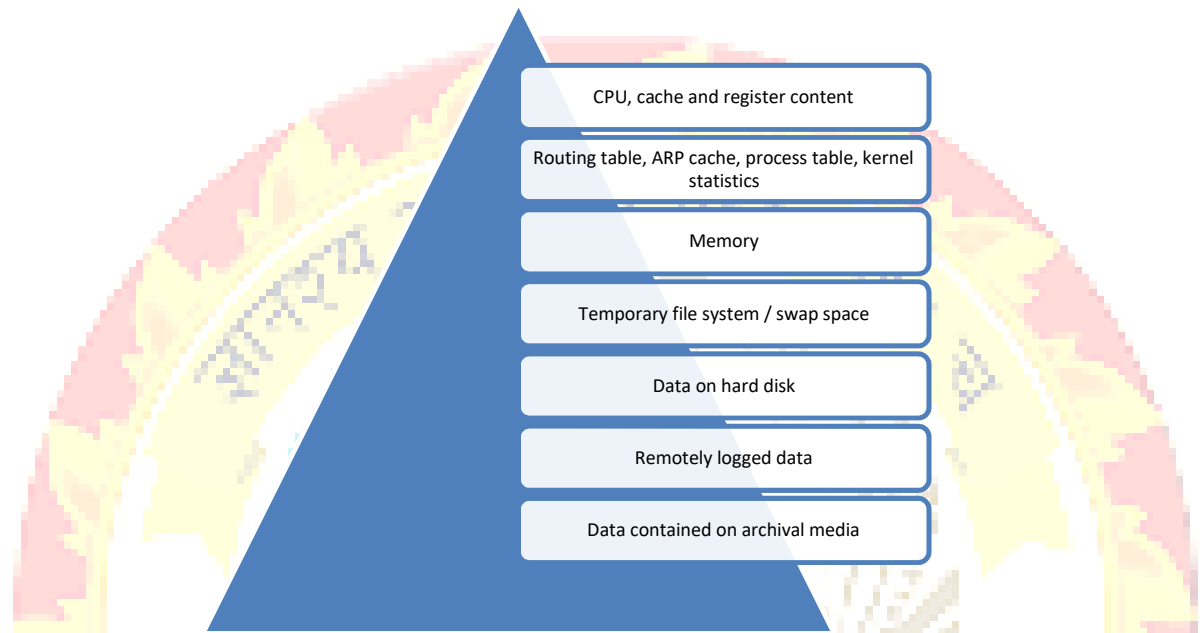 CPU, cache and register content
Routing table, ARP cache, process table, kernel
statistics
Memory
Temporary file system / swap space
Data on hard disk
Remotely logged data
Data contained on archival media